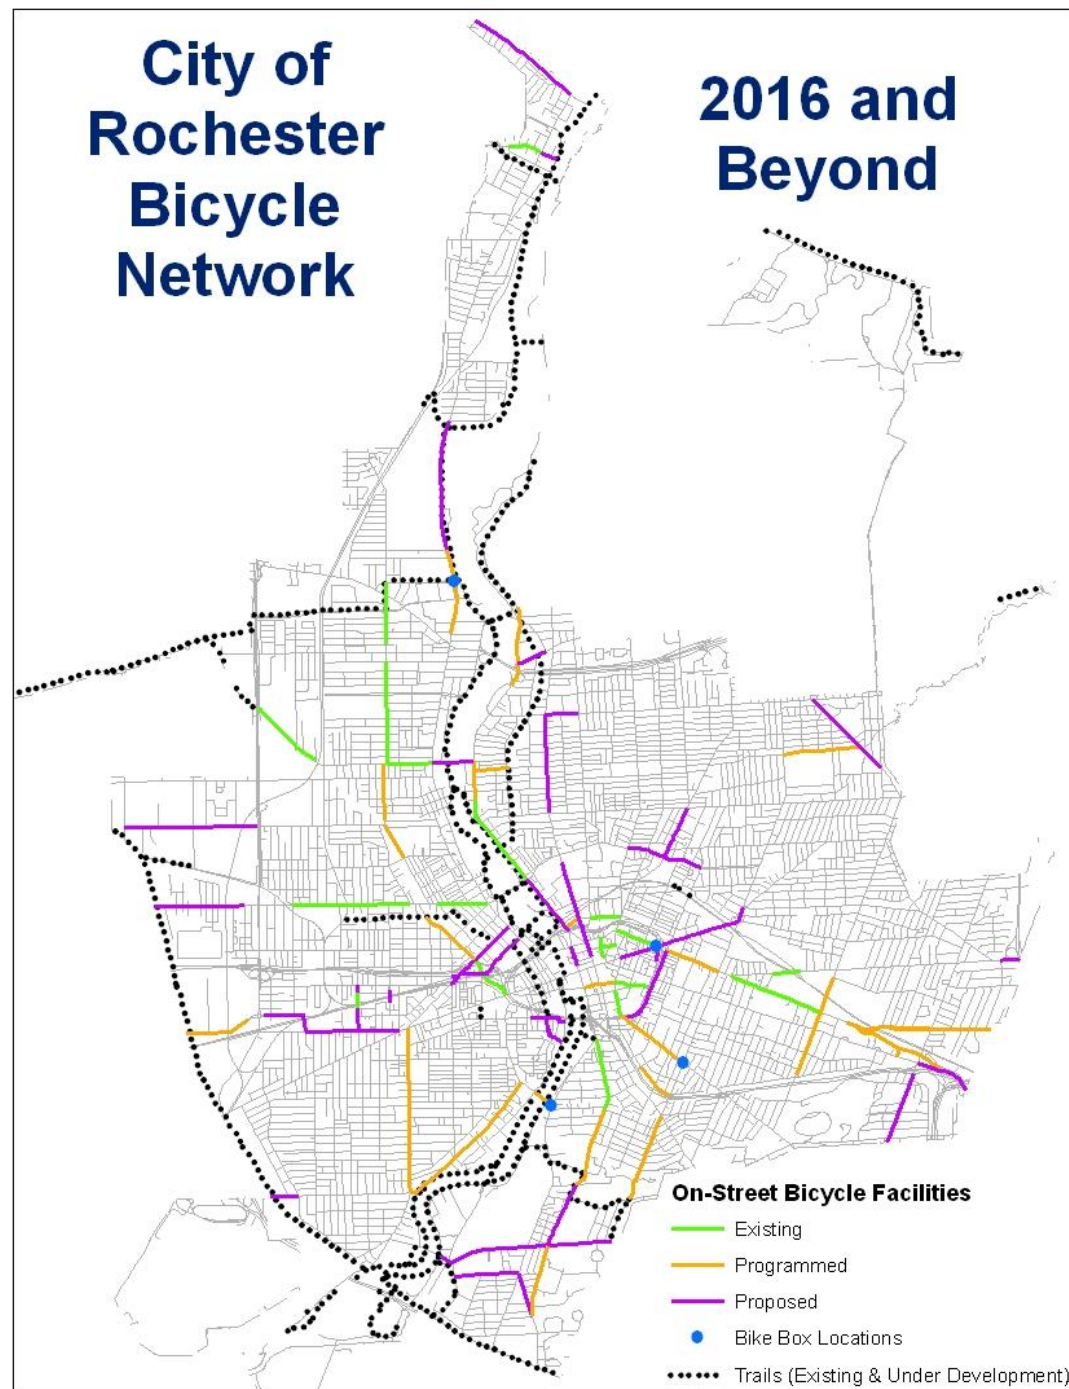 City of
Rochester
Bicycle
Network
2016 and
Beyond
On-Street Bicycle Facilities
Existing
Programmed
Proposed
Bike Box Locations
Trails (Existing & Under Development)